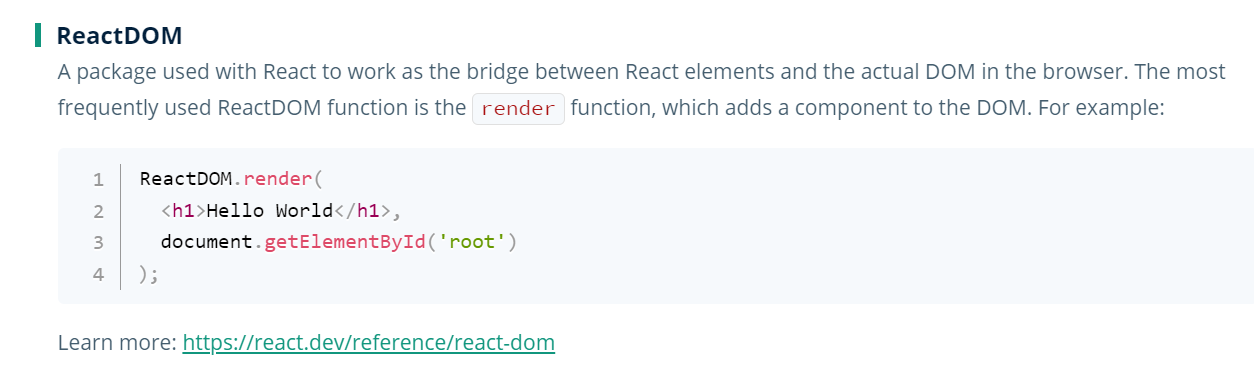 ReactDOM
A package used with React to work as the bridge between React elements and the actual DOM in the browser. The most
frequently used ReactDOM function is the render function, which adds a component to the DOM. For example:
1 ReactDOM.render(
2   <h1>Hello World</h1>,
3   document.getElementById('root')
4 );
Learn more: https://react.dev/reference/react-dom